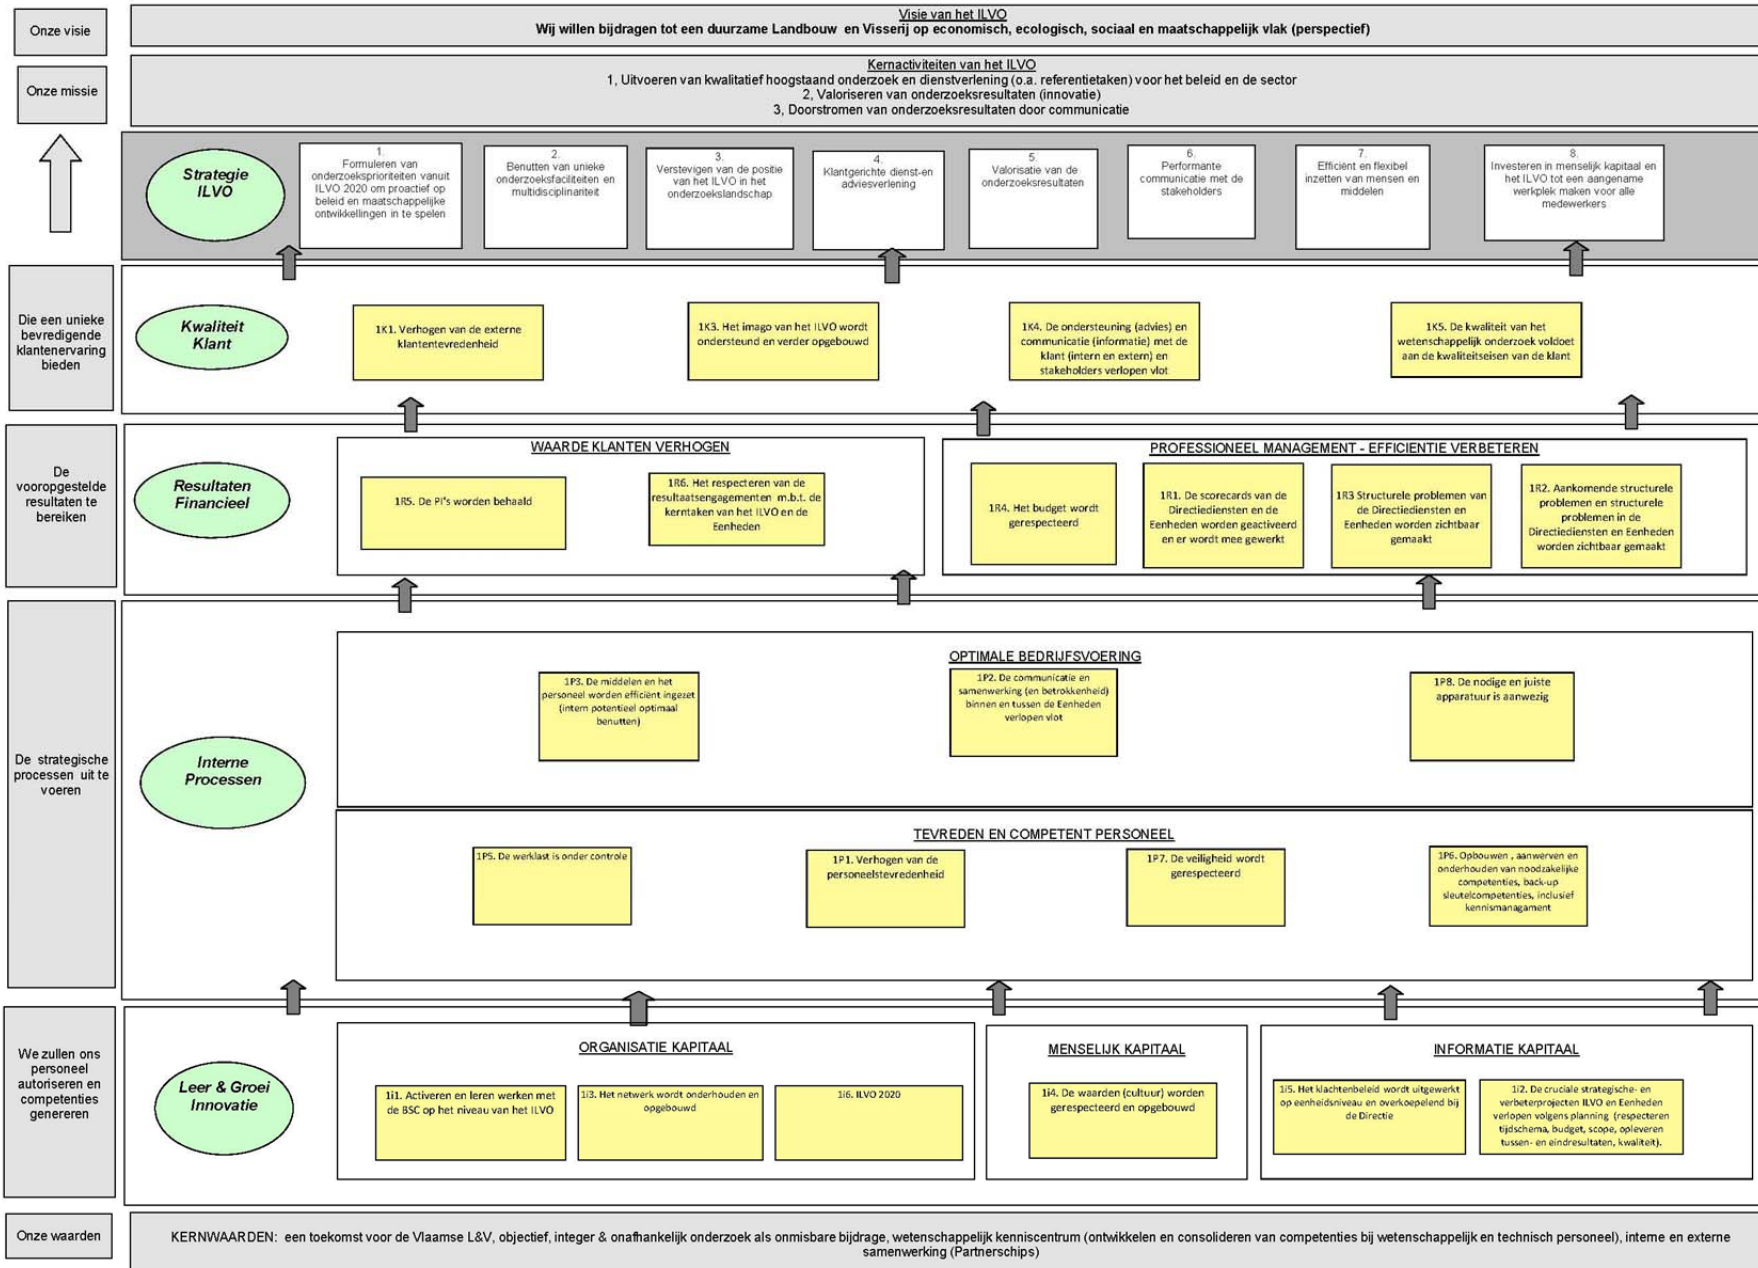 Onze visie
Visie van het ILVO
Wij willen bijdragen tot een duurzame Landbouw en Visserij op economisch, ecologisch, sociaal en maatschappelijk vlak (perspectief)
Onze missie
Kernactiviteiten van het ILVO
1, Uitvoeren van kwalitatief hoogstaand onderzoek en dienstverlening (o.a. referentietaken) voor het beleid en de sector
2, Valoriseren van onderzoeksresultaten (innovatie)
3, Doorstromen van onderzoeksresultaten door communicatie
Strategie
ILVO
1.
Formuleren van
onderzoeksprioriteiten vanuit
ILVO 2020 om proactief op
beleid en maatschappelijke
ontwikkelingen in te spelen
2.
Benutten van unieke
onderzoeksfaciliteiten en
multidisciplinariteit
3.
Verstevigen van de positie
van het ILVO in het
onderzoekslandschap
4.
Klantgerichte dienst-en
adviesverlening
5.
Valorisatie van de
onderzoeksresultaten
6.
Performante
communicatie met de
stakeholders
7.
Efficiënt en flexibel
inzetten van mensen en
middelen
8.
Investeren in menselijk kapitaal en
het ILVO tot een aangename
werkplek maken voor alle
medewerkers
Die een unieke
bevredigende
klantenervaring
bieden
Kwaliteit
Klant
1K1. Verhogen van de externe
klantentevredenheid
1K3. Het imago van het ILVO wordt
ondersteund en verder opgebouwd
1K4. De ondersteuning (advies) en
communicatie (informatie) met de
klant (intern en extern) en
stakeholders verlopen vlot
1K5. De kwaliteit van het
wetenschappelijk onderzoek voldoet
aan de kwaliteitseisen van de klant
De
vooropgestelde
resultaten te
bereiken
Resultaten
Financieel
WAARDE KLANTEN VERHOGEN
1R5. De PI's worden behaald
1R6. Het respecteren van de
resultaatsengagementen m.b.t. de
kerntaken van het ILVO en de
Eenheden
PROFESSIONEEL MANAGEMENT - EFFICIENTIE VERBETEREN
1R4. Het budget wordt
gerespecteerd
1R1. De scorecards van de
Directiediensten en de
Eenheden worden geactiveerd
en er wordt mee gewerkt
1R3 Structurele problemen van
de Directiediensten en
Eenheden worden zichtbaar
gemaakt
1R2. Aankomende structurele
problemen en structurele
problemen in de
Directiediensten en Eenheden
worden zichtbaar gemaakt
De strategische
processen uit te
voeren
Interne
Processen
OPTIMALE BEDRIJFSVOERING
1P3. De middelen en het
personeel worden efficiënt ingezet
(intern potentieel optimaal
benutten)
1P2. De communicatie en
samenwerking (en betrokkenheid)
binnen en tussen de Eenheden
verlopen vlot
1P8. De nodige en juiste
apparatuur is aanwezig
TEVREDEN EN COMPETENT PERSONEEL
1P5. De werklast is onder controle
1P1. Verhogen van de
personeelstevredenheid
1P7. De veiligheid wordt
gerespecteerd
1P6. Opbouwen , aanwerven en
onderhouden van noodzakelijke
competenties, back-up
sleutelcompetenties, inclusief
kennismanagament
We zullen ons
personeel
autoriseren en
competenties
genereren
Leer & Groei
Innovatie
ORGANISATIE KAPITAAL
1i1. Activeren en leren werken met
de BSC op het niveau van het ILVO
1i3. Het netwerk wordt onderhouden en
opgebouwd
1i6. ILVO 2020
MENSELIJK KAPITAAL
1i4. De waarden (cultuur) worden
gerespecteerd en opgebouwd
INFORMATIE KAPITAAL
1i5. Het klachtenbeleid wordt uitgewerkt
op eenheidsniveau en overkoepelend bij
de Directie
1i2. De cruciale strategische- en
verbeterprojecten ILVO en Eenheden
verlopen volgens planning (respecteren
tijdschema, budget, scope, opleveren
tussen- en eindresultaten, kwaliteit).
Onze waarden
KERNWAARDEN: een toekomst voor de Vlaamse L&V, objectief, integer & onafhankelijk onderzoek als onmisbare bijdrage, wetenschappelijk kenniscentrum (ontwikkelen en consolideren van competenties bij wetenschappelijk en technisch personeel), interne en externe
samenwerking (Partnerschips)